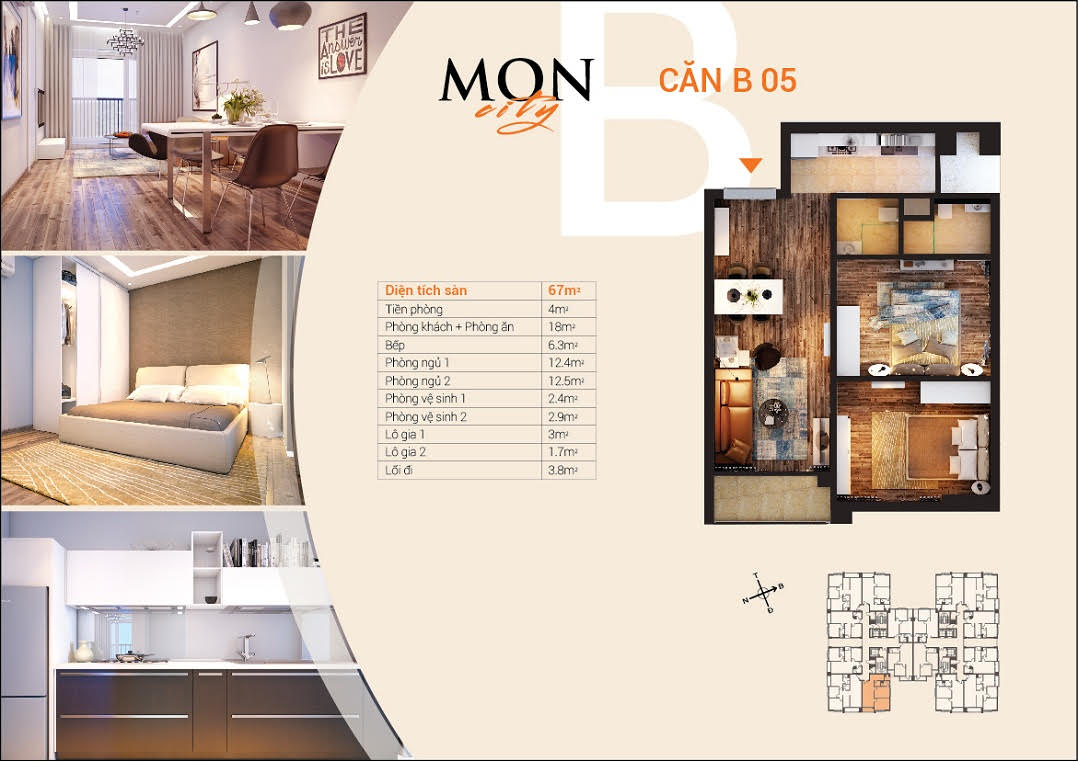 THE
Answer
is LOVE
MON
city
B
CĂN B 05
Diện tích sàn 67m²
Tiền phòng 4m²
Phòng khách + Phòng ăn 18m²
Bếp 6.3m²
Phòng ngủ 1 12.4m²
Phòng ngủ 2 12.5m²
Phòng vệ sinh 1 2.4m²
Phòng vệ sinh 2 2.9m²
Lô gia 1 3m²
Lô gia 2 1.7m²
Lối đi 3.8m²
T
B
N
Đ